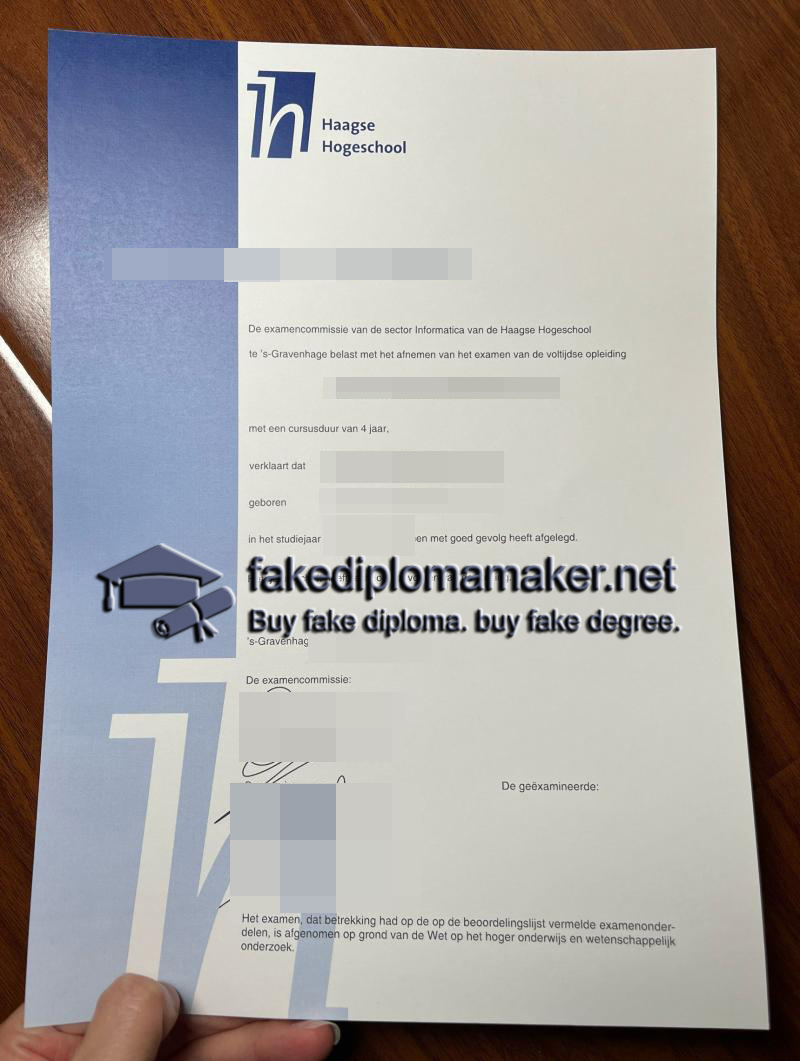 Haagse
Hogeschool
De examencommissie van de sector Informatica van de Haagse Hogeschool
te 's-Gravenhage belast met het afnemen van het examen van de voltijdse opleiding
met een cursusduur van 4 jaar,
verklaart dat
geboren
in het studiejaar met goed gevolg heeft afgelegd.
fakediplomamaker.net
Buy fake diploma. buy fake degree.
's-Gravenhag
De examencommissie:
De geëxamineerde:
Het examen, dat betrekking had op de op de beoordelingslijst vermelde examenonder-
delen, is afgenomen op grond van de Wet op het hoger onderwijs en wetenschappelijk
onderzoek.